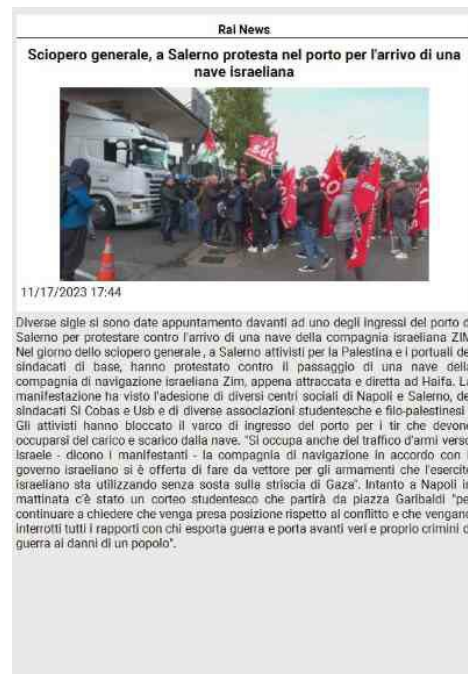 Rai News
Sciopero generale, a Salerno protesta nel porto per l'arrivo di una
nave israeliana
sdc
11/17/2023 17:44
Diverse sigle si sono date appuntamento davanti ad uno degli ingressi del porto d
Salerno per protestare contro l'arrivo di una nave della compagnia israeliana ZIM
Nel giorno dello sciopero generale , a Salerno attivisti per la Palestina e i portuali de
sindacati di base, hanno protestato contro il passaggio di una nave della
compagnia di navigazione israeliana Zim, appena attraccata e diretta ad Haifa. La
manifestazione ha visto l'adesione di diversi centri sociali di Napoli e Salerno, de
sindacati Si Cobas e Usb e di diverse associazioni studentesche e filo-palestinesi.
Gli attivisti hanno bloccato il varco di ingresso del porto per i tir che devono
occuparsi del carico e scarico dalla nave. "Si occupa anche del traffico d'armi verso
Israele - dicono i manifestanti - la compagnia di navigazione in accordo con i
governo israeliano si è offerta di fare da vettore per gli armamenti che l'esercito
israeliano sta utilizzando senza sosta sulla striscia di Gaza". Intanto a Napoli in
mattinata c'è stato un corteo studentesco che partirà da piazza Garibaldi "pe
continuare a chiedere che venga presa posizione rispetto al conflitto e che vengano
interrotti tutti i rapporti con chi esporta guerra e porta avanti veri e proprio crimini d
guerra ai danni di un popolo".